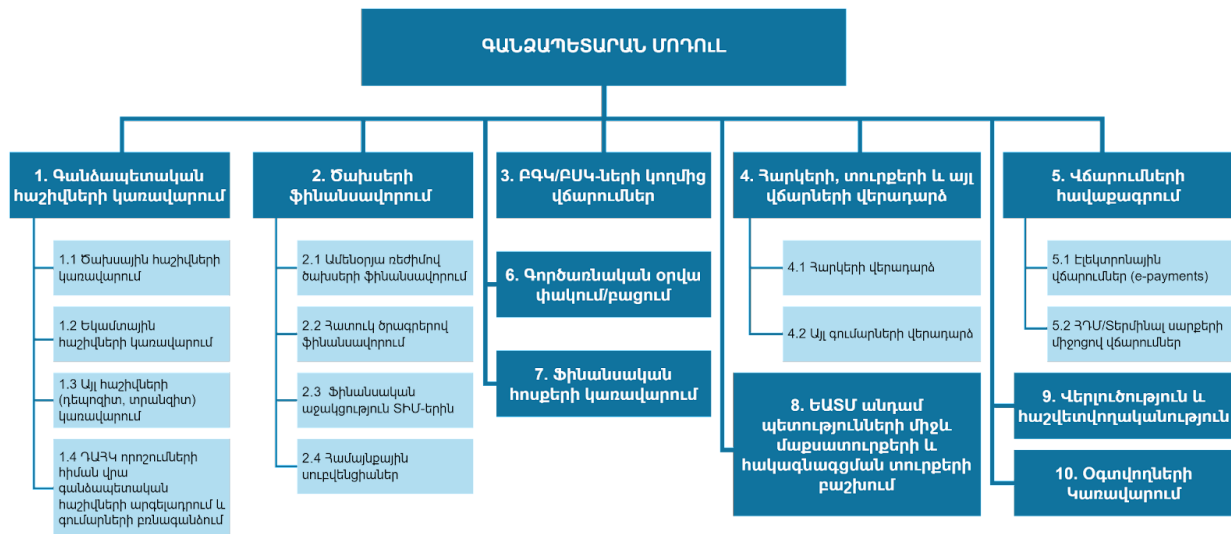 ԳԱՆՁԱՊԵՏԱՐԱՆ ՄՈԴՈւԼ
1. Գանձապետական
հաշիվների կառավարում
1.1 Ծախսային հաշիվների
կառավարում
1.2 Եկամտային
հաշիվների կառավարում
1.3 Այլ հաշիվների
(դեպոզիտ, տրանզիտ)
կառավարում
1.4 ԴԱՀԿ որոշումների
հիման վրա
գանձապետական
հաշիվների արգելադրում և
գումարների բռնագանձում
2. Ծախսերի
ֆինանսավորում
2.1 Ամենօրյա ռեժիմով
ծախսերի ֆինանսավորում
2.2 Հատուկ ծրագրերով
ֆինանսավորում
2.3 Ֆինանսական
աջակցություն ՏԻՄ-երին
2.4 Համայնքային
սուբվենցիաներ
3. ԲԳԿ/ԲՍԿ-ների կողմից
վճարումներ
6. Գործառնական օրվա
փակում/բացում
7. Ֆինանսական
հոսքերի կառավարում
4. Հարկերի, տուրքերի և այլ
վճարների վերադարձ
4.1 Հարկերի վերադարձ
4.2 Այլ գումարների վերադարձ
8. ԵԱՏՄ անդամ
պետությունների միջև
մաքսատուրքերի և
հակագնագցման տուրքերի
բաշխում
5. Վճարումների
հավաքագրում
5.1 Էլեկտրոնային
վճարումներ (e-payments)
5.2 ՀԴՄ/Տերմինալ սարքերի
միջոցով վճարումներ
9. Վերլուծություն և
հաշվետվողականություն
10. Օգտվողների
Կառավարում